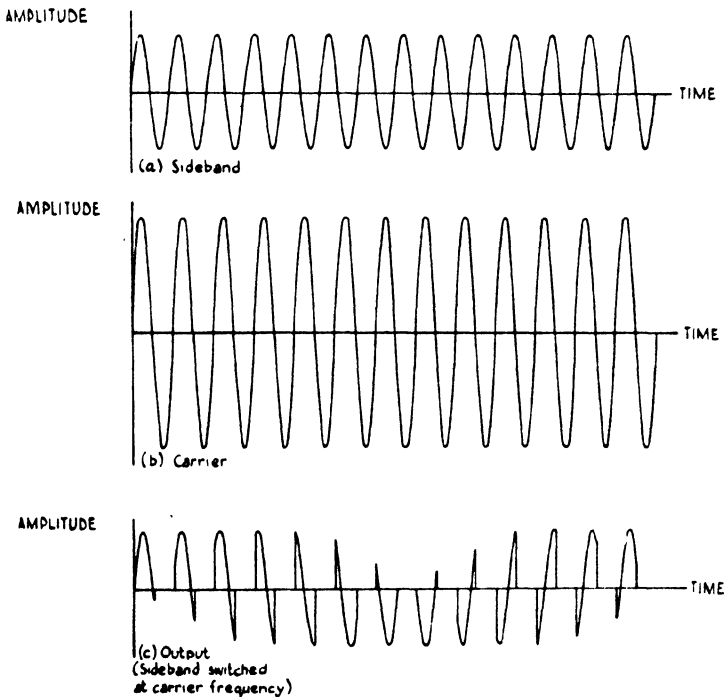 AMPLITUDE
TIME
(a) Sideband
AMPLITUDE
TIME
(b) Carrier
AMPLITUDE
TIME
(c) Output
(Sideband switched
at carrier frequency)